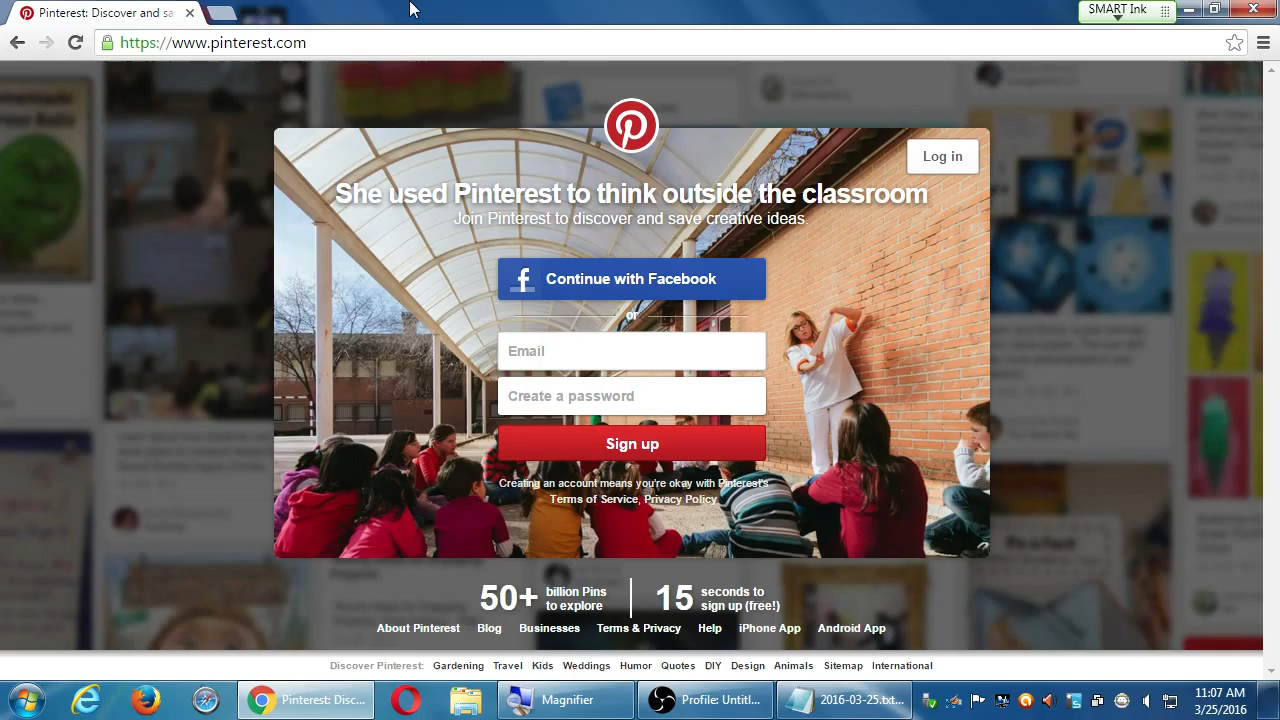 Pinterest: Discover and sa
SMART Ink
https://www.pinterest.com
Log in
She used Pinterest to think outside the classroom
Join Pinterest to discover and save creative ideas.
f Continue with Facebook
or
Email
Create a password
Sign up
Creating an account means you're okay with Pinterest's
Terms of Service, Privacy Policy
50+ billion Pins to explore
15 seconds to sign up (free!)
About Pinterest Blog Businesses Terms & Privacy Help iPhone App Android App
Discover Pinterest: Gardening Travel Kids Weddings Humor Quotes DIY Design Animals Sitemap International
Pinterest: Disc... Magnifier Profile: Untitl... 2016-03-25.txt... 11:07 AM
3/25/2016